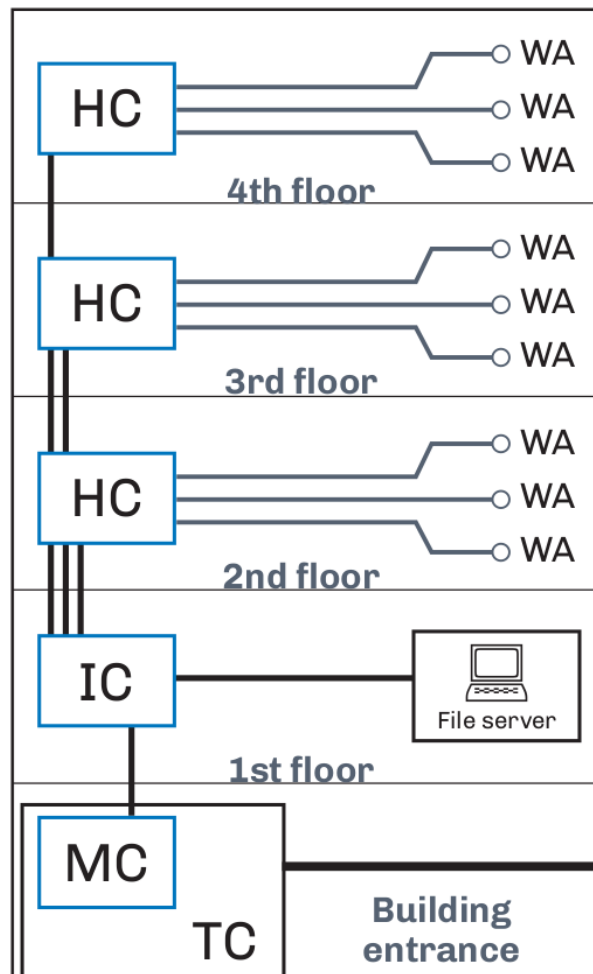 HC
WA
WA
WA
4th floor
HC
WA
WA
WA
3rd floor
HC
WA
WA
WA
2nd floor
IC
File server
1st floor
MC
TC
Building
entrance